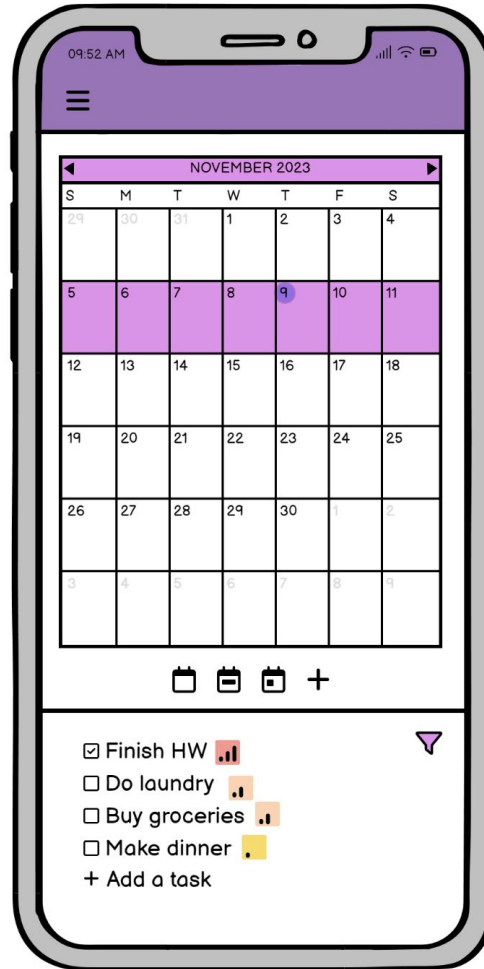 09:52 AM
NOVEMBER 2023
S M T W T F S
29 30 31 1 2 3 4
5 6 7 8 9 10 11
12 13 14 15 16 17 18
19 20 21 22 23 24 25
26 27 28 29 30 1 2
3 4 5 6 7 8 9
Finish HW
Do laundry
Buy groceries
Make dinner
+ Add a task